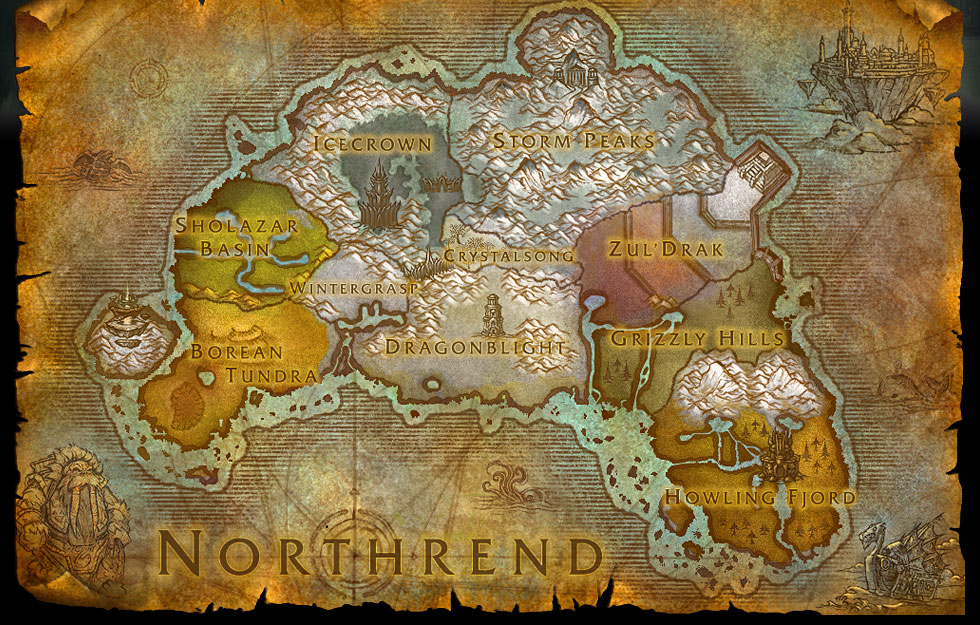 Icecrown
Storm Peaks
Sholazar
Basin
Zul'Drak
Crystalsong
Wintergrasp
Grizzly Hills
Borean
Tundra
Dragonblight
Howling Fjord
Northrend